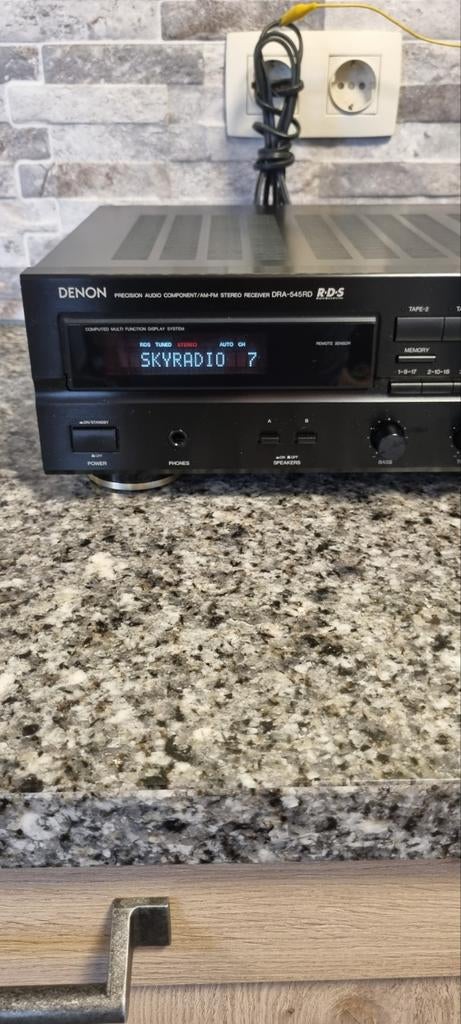 DENON PRECISION AUDIO COMPONENT/AM-FM STEREO RECEIVER DRA-545RD R·D·S
COMPUTED MULTI FUNCTION DISPLAY SYSTEM
RDS TUNED STEREO AUTO CH
REMOTE SENSOR
SKYRADIO 7
TAPE-2
MEMORY
1-9-17 2-10-18
ON/STANDBY
OFF
POWER
PHONES
A B
ON OFF
SPEAKERS
BASS